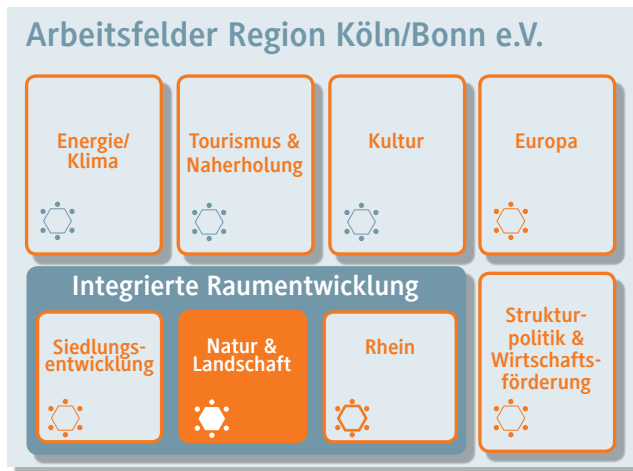 Arbeitsfelder Region Köln/Bonn e.V.
Energie/
Klima
Tourismus &
Naherholung
Kultur
Europa
Integrierte Raumentwicklung
Siedlungs-
entwicklung
Natur &
Landschaft
Rhein
Struktur-
politik &
Wirtschafts-
förderung